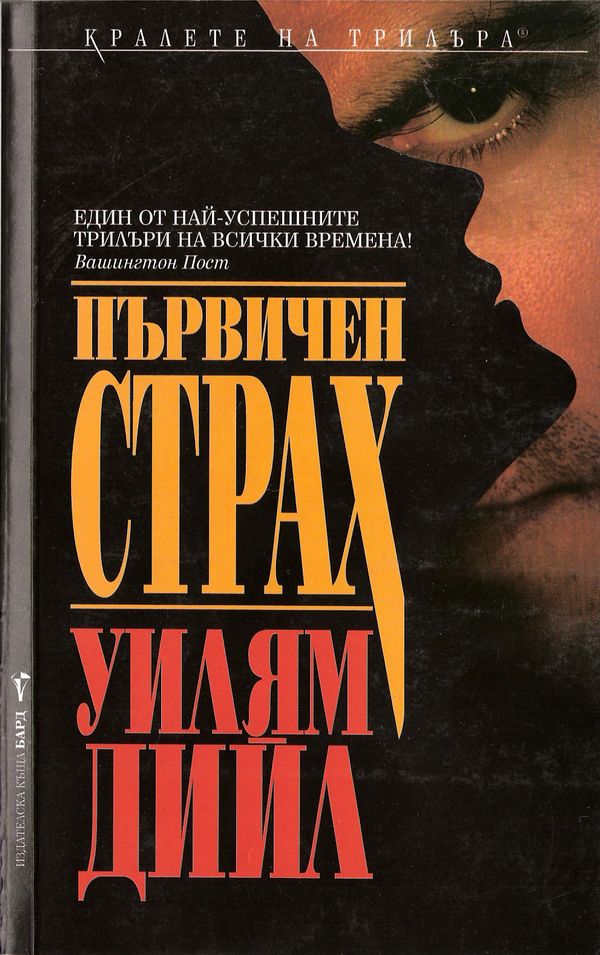 КРАЛЕТЕ НА ТРИЛЪРА®
ЕДИН ОТ НАЙ-УСПЕШНИТЕ
ТРИЛЪРИ НА ВСИЧКИ ВРЕМЕНА!
Вашингтон Пост
ПЪРВИЧЕН
СТРАХ
УИЛЯМ
ДИЙЛ
ИЗДАТЕЛСКА КЪЩА БАРД